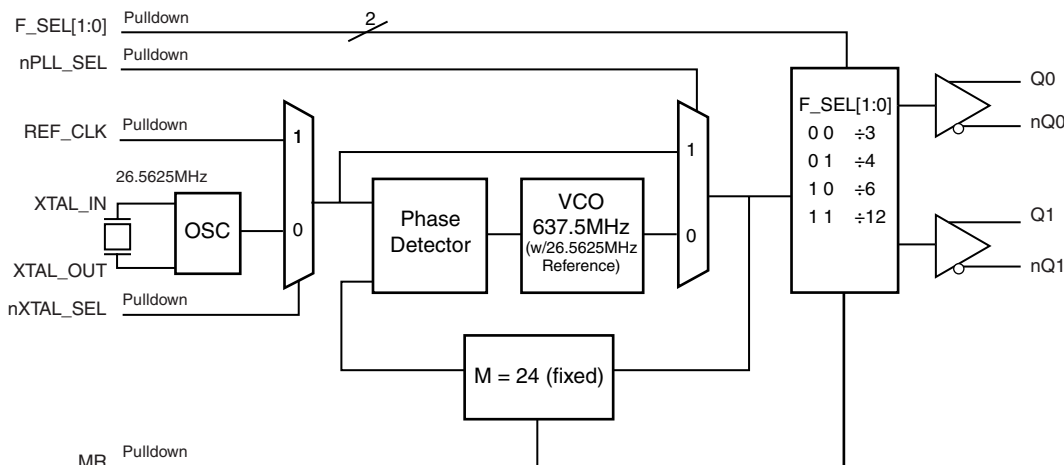 F_SEL[1:0] Pulldown 2
nPLL_SEL Pulldown
REF_CLK Pulldown
26.5625MHz
XTAL_IN
OSC
XTAL_OUT
nXTAL_SEL Pulldown
1
0
Phase
Detector
VCO
637.5MHz
(w/26.5625MHz
Reference)
1
0
M = 24 (fixed)
F_SEL[1:0]
0 0 ÷3
0 1 ÷4
1 0 ÷6
1 1 ÷12
Q0
nQ0
Q1
nQ1
MR Pulldown